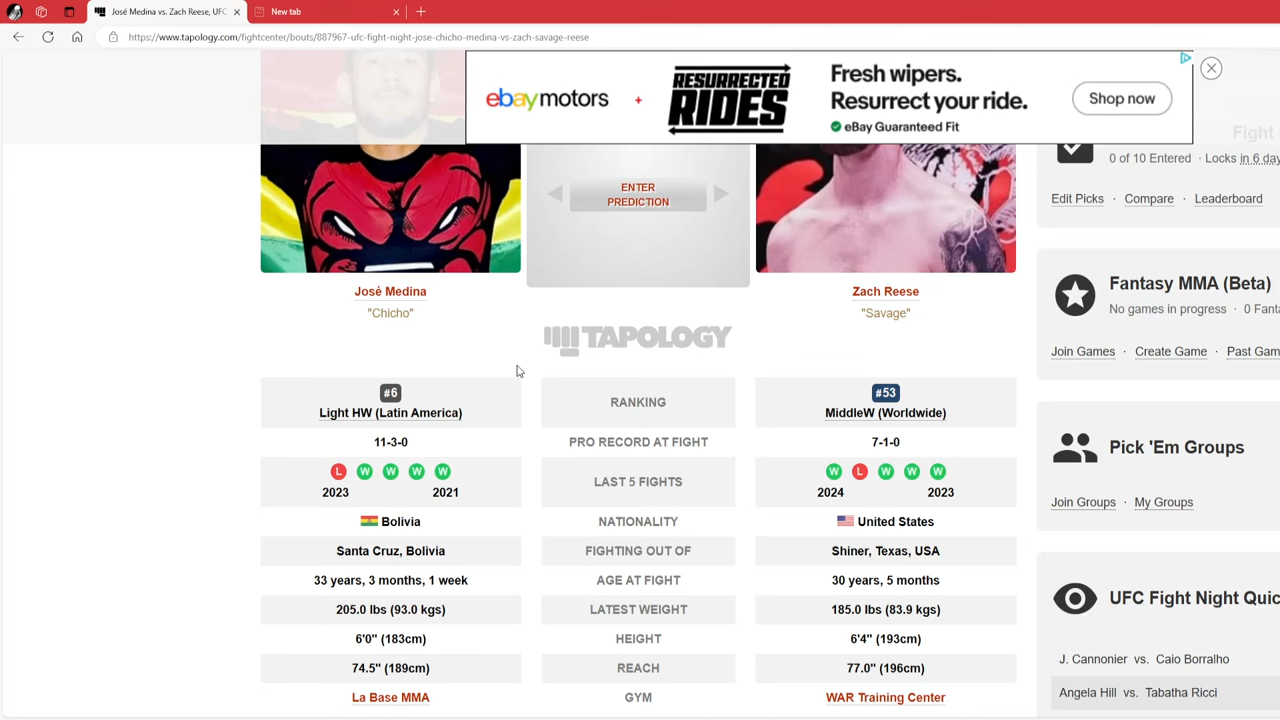 José Medina vs. Zach Reese, UFC
New tab
https://www.tapology.com/fightcenter/bouts/887967-ufc-fight-night-jose-chicho-medina-vs-zach-savage-reese
ebay motors + RESURRECTED RIDES
Fresh wipers.
Resurrect your ride.
eBay Guaranteed Fit
Shop now
Fight
0 of 10 Entered · Locks in 6 day
Edit Picks · Compare · Leaderboard
ENTER
PREDICTION
José Medina
"Chicho"
Zach Reese
"Savage"
TAPOLOGY
Fantasy MMA (Beta)
No games in progress · 0 Fanta
Join Games · Create Game · Past Gam
#6
Light HW (Latin America)
RANKING
#53
MiddleW (Worldwide)
11-3-0 PRO RECORD AT FIGHT 7-1-0
L W W W W
2023 2021
LAST 5 FIGHTS
W L W W W
2024 2023
Bolivia NATIONALITY United States
Santa Cruz, Bolivia FIGHTING OUT OF Shiner, Texas, USA
33 years, 3 months, 1 week AGE AT FIGHT 30 years, 5 months
205.0 lbs (93.0 kgs) LATEST WEIGHT 185.0 lbs (83.9 kgs)
6'0" (183cm) HEIGHT 6'4" (193cm)
74.5" (189cm) REACH 77.0" (196cm)
La Base MMA GYM WAR Training Center
Pick 'Em Groups
Join Groups · My Groups
UFC Fight Night Quic
J. Cannonier vs. Caio Borralho
Angela Hill vs. Tabatha Ricci